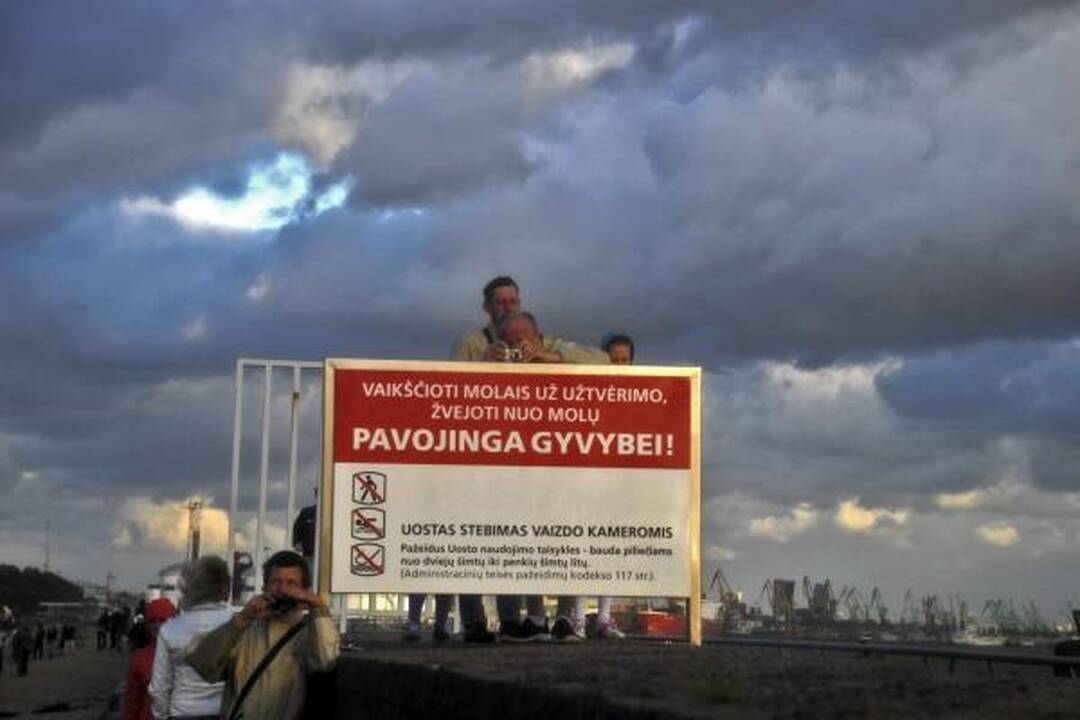 VAIKŠČIOTI MOLAIS UŽ UŽTVĖRIMO,
ŽVEJOTI NUO MOLŲ
PAVOJINGA GYVYBEI!
UOSTAS STEBIMAS VAIZDO KAMEROMIS
Pažeidus Uosto naudojimo taisykles - bauda piliečiams
nuo dviejų šimtų iki penkių šimtų litų.
(Administracinių teisės pažeidimų kodekso 117 str.).